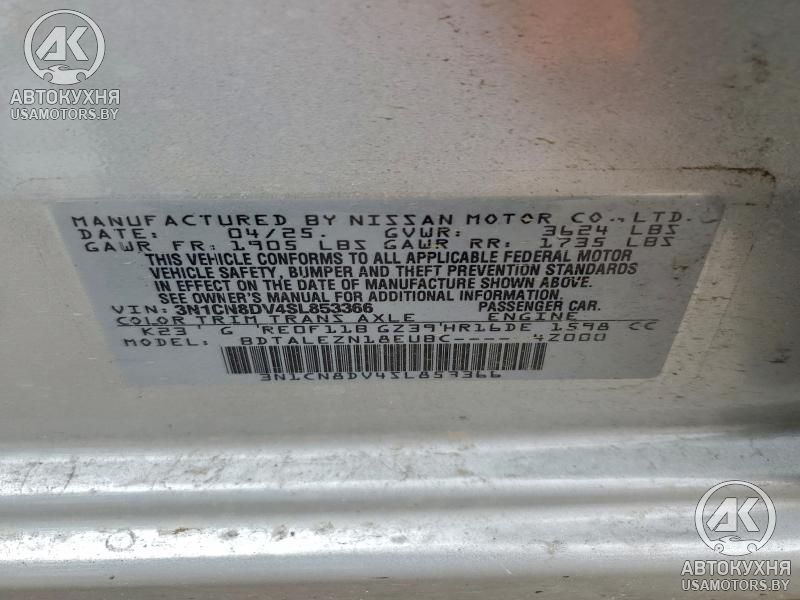 AK
АВТОКУХНЯ
USAMOTORS.BY
MANUFACTURED BY NISSAN MOTOR CO., LTD.
DATE: 04/25 GVWR: 3624 LBS
GAWR FR: 1905 LBS GAWR RR: 1735 LBS
THIS VEHICLE CONFORMS TO ALL APPLICABLE FEDERAL MOTOR
VEHICLE SAFETY, BUMPER AND THEFT PREVENTION STANDARDS
IN EFFECT ON THE DATE OF MANUFACTURE SHOWN ABOVE.
SEE OWNER'S MANUAL FOR ADDITIONAL INFORMATION.
VIN: 3N1CN8DV4SL853366 PASSENGER CAR.
COLOR TRIM TRANS AXLE ENGINE
K23 G RE0F11B GZ39 HR16DE 1598 CC
MODEL: BDTALEZN18EUBC---- 4Z000
3N1CN8DV4SL853366
AK
АВТОКУХНЯ
USAMOTORS.BY